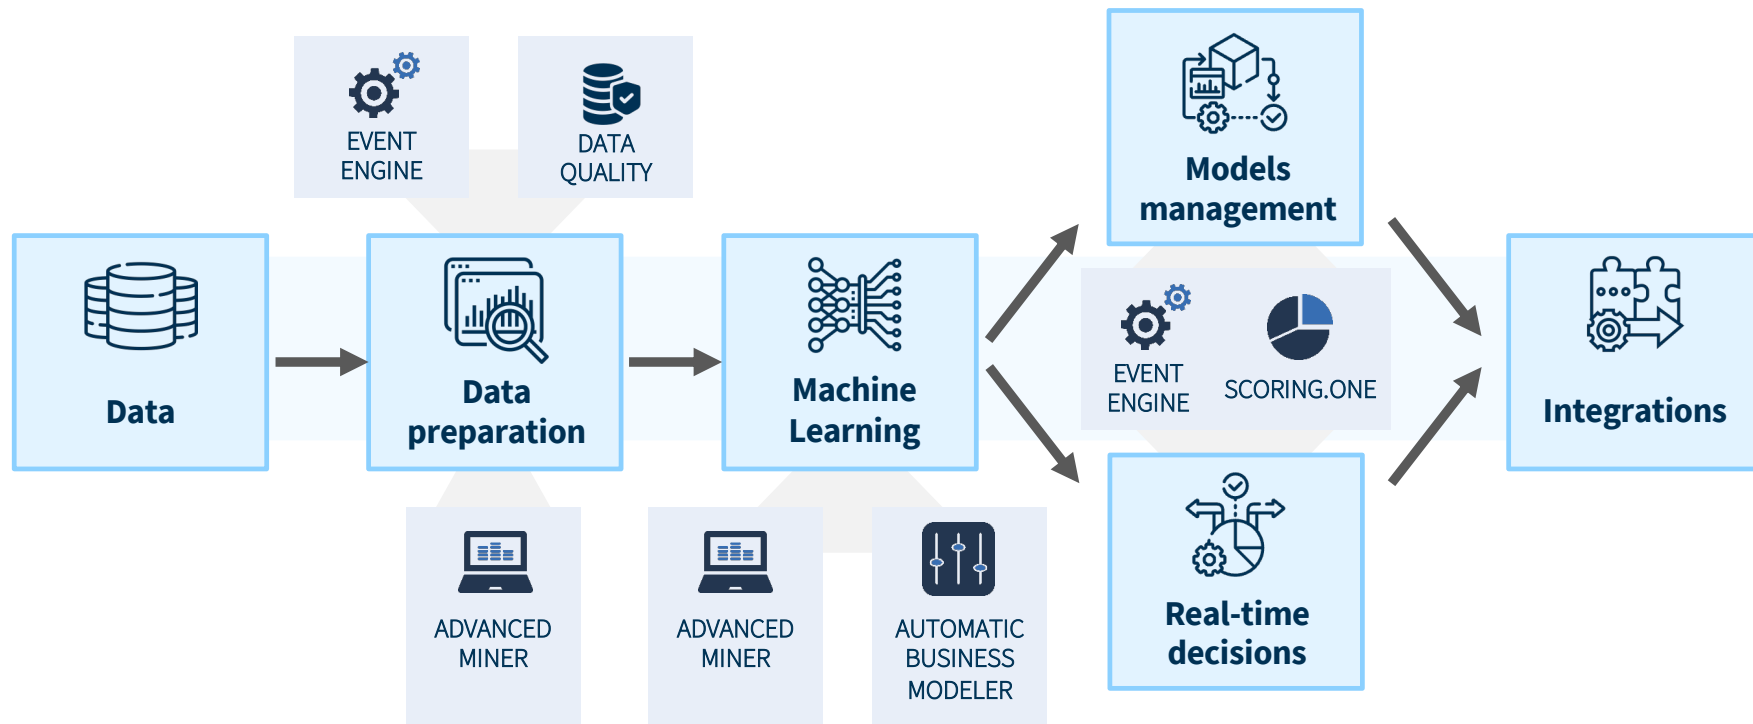 EVENT
ENGINE
DATA
QUALITY
Models
management
Data
Data
preparation
Machine
Learning
EVENT
ENGINE
SCORING.ONE
Integrations
ADVANCED
MINER
ADVANCED
MINER
AUTOMATIC
BUSINESS
MODELER
Real-time
decisions